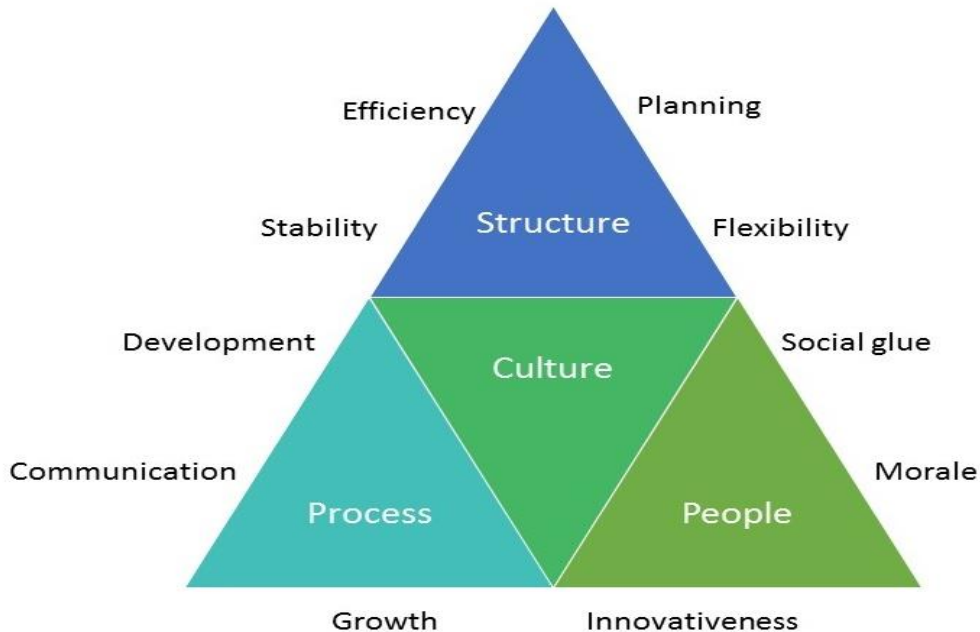 Efficiency
Planning
Structure
Stability
Flexibility
Development
Social glue
Culture
Communication
Morale
Process
People
Growth
Innovativeness